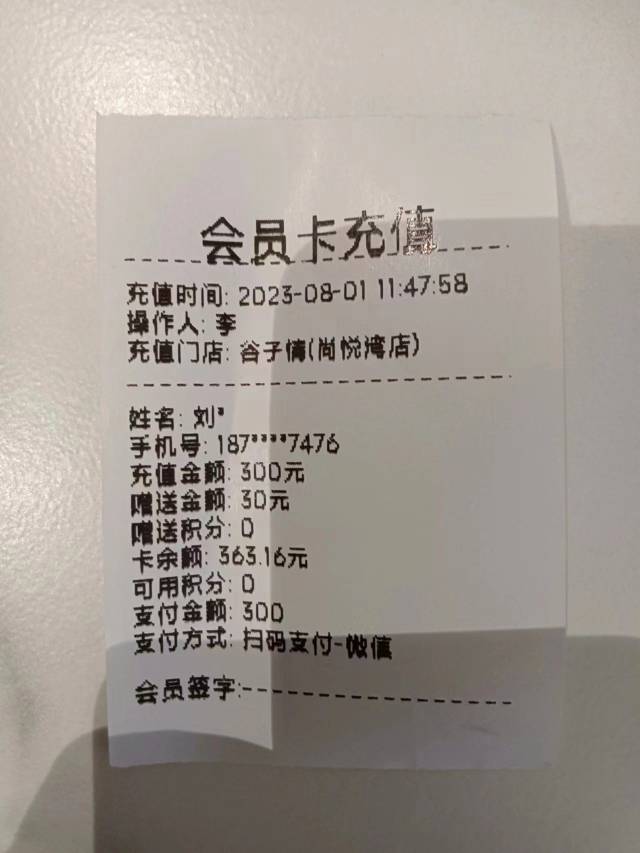 会员卡充值
充值时间: 2023-08-01 11:47:58
操作人: 李
充值门店: 谷子情(尚悦湾店)
姓名: 刘*
手机号: 187****7476
充值金额: 300元
赠送金额: 30元
赠送积分: 0
卡余额: 363.16元
可用积分: 0
支付金额: 300
支付方式: 扫码支付-微信
会员签字: